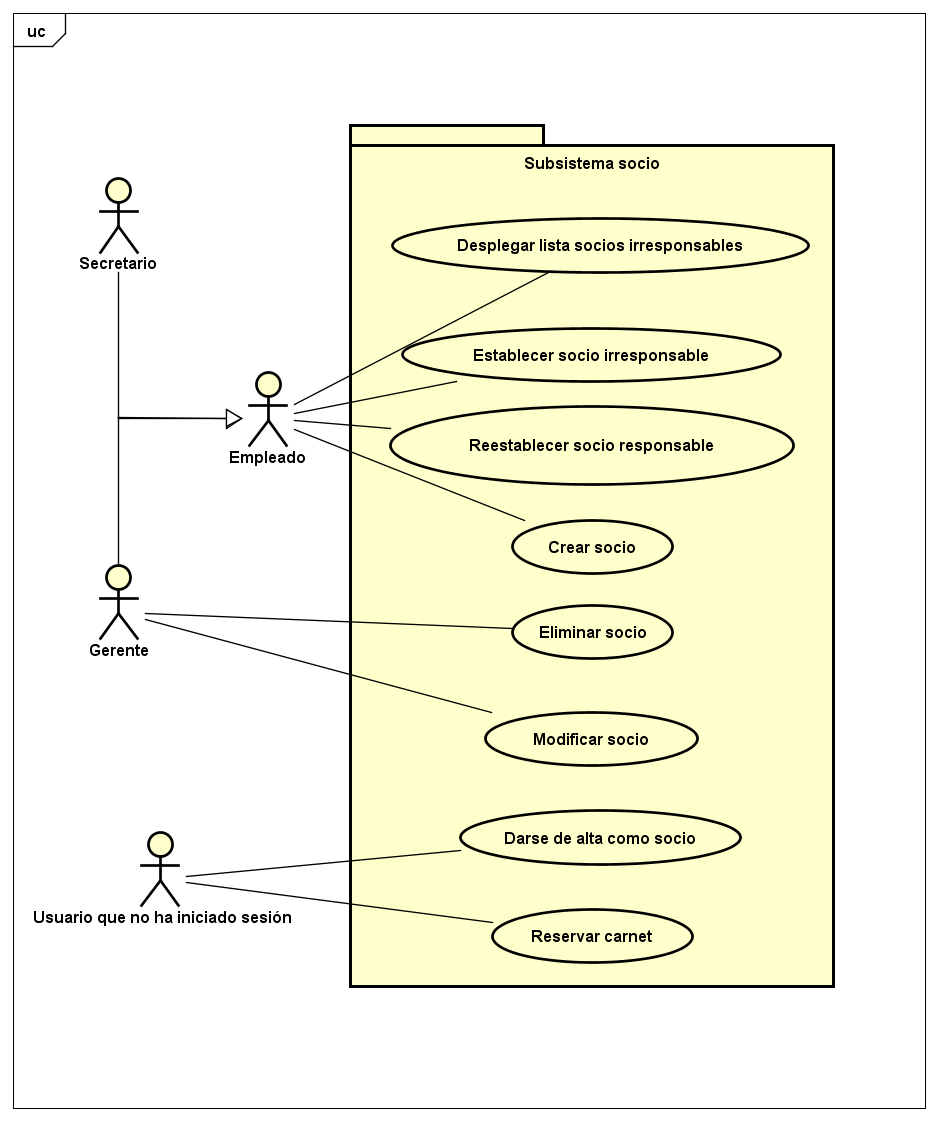 uc
Subsistema socio
Secretario
Desplegar lista socios irresponsables
Establecer socio irresponsable
Empleado
Reestablecer socio responsable
Crear socio
Gerente
Eliminar socio
Modificar socio
Usuario que no ha iniciado sesión
Darse de alta como socio
Reservar carnet